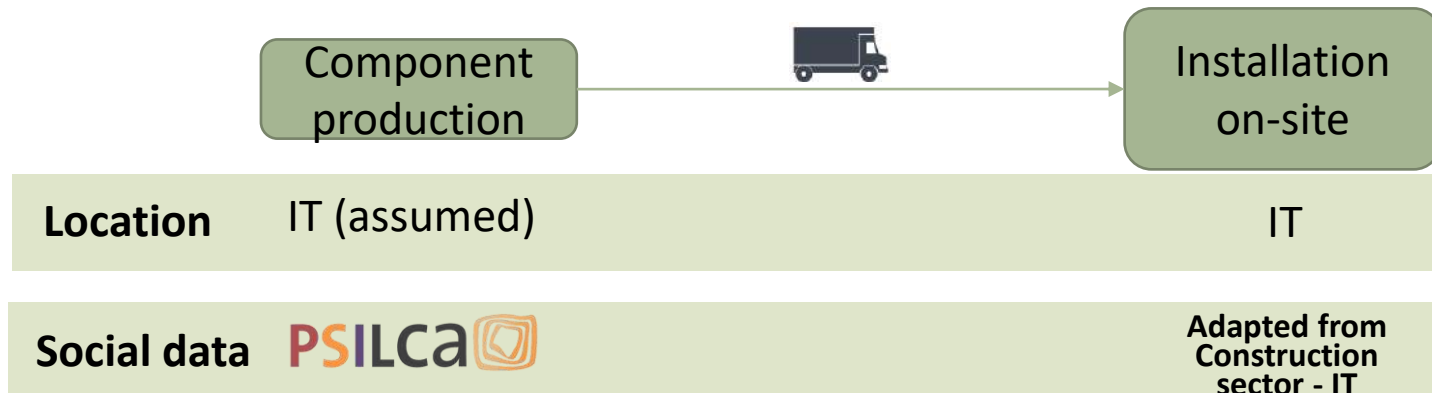 Component
production
Installation
on-site
Location
IT (assumed)
IT
Social data
PSILCA
Adapted from
Construction
sector - IT